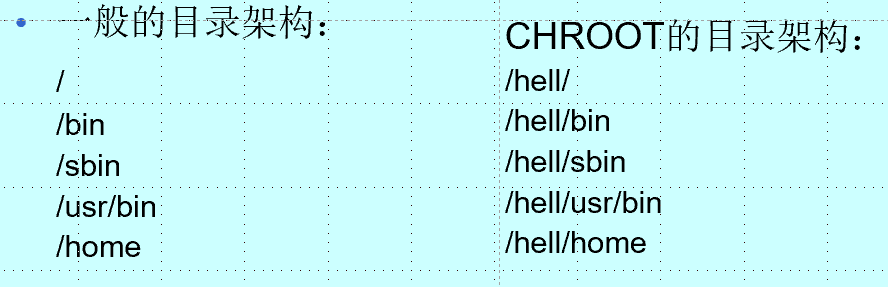 一般的目录架构：
/
/bin
/sbin
/usr/bin
/home
CHROOT的目录架构：
/hell/
/hell/bin
/hell/sbin
/hell/usr/bin
/hell/home